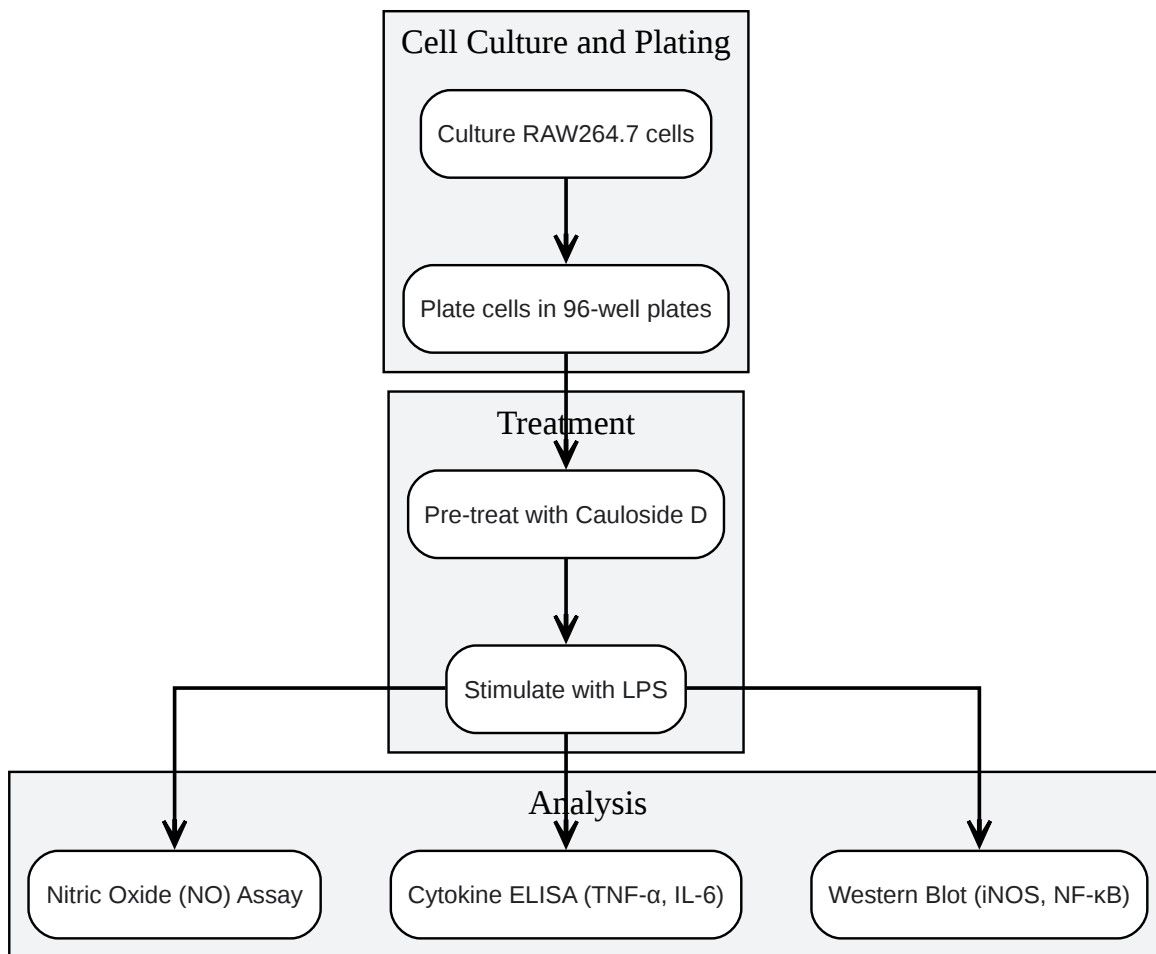 Cell Culture and Plating
Culture RAW264.7 cells
Plate cells in 96-well plates
Treatment
Pre-treat with Cauloside D
Stimulate with LPS
Analysis
Nitric Oxide (NO) Assay
Cytokine ELISA (TNF-α, IL-6)
Western Blot (iNOS, NF-κB)